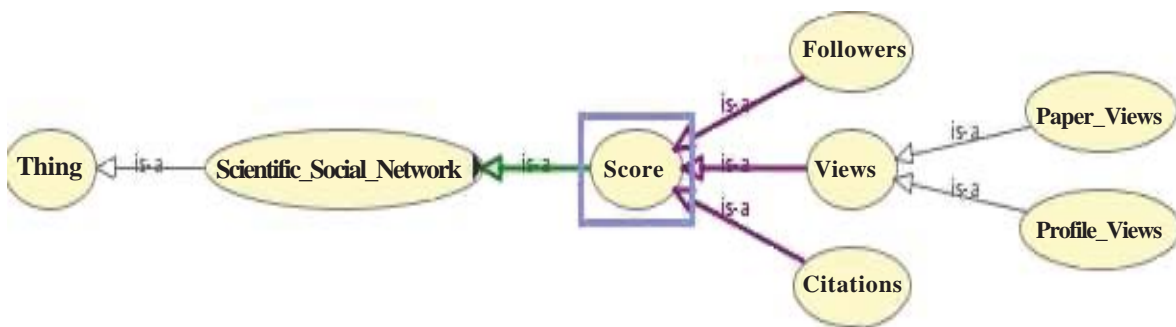 Followers
is-a
Paper_Views
is-a
Thing
is-a
Scientific_Social_Network
is-a
Score
is-a
Views
is-a
Profile_Views
is-a
Citations